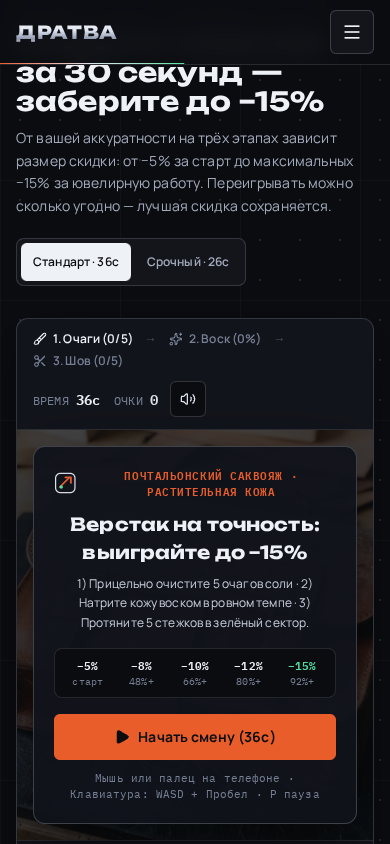 ДРАТВА
за 30 секунд —
заберите до −15%
От вашей аккуратности на трёх этапах зависит
размер скидки: от −5% за старт до максимальных
−15% за ювелирную работу. Переигрывать можно
сколько угодно — лучшая скидка сохраняется.
Стандарт · 36с Срочный · 26с
1. Очаги (0/5) → 2. Воск (0%) →
3. Шов (0/5)
ВРЕМЯ 36с ОЧКИ 0
ПОЧТАЛЬОНСКИЙ САКВОЯЖ ·
РАСТИТЕЛЬНАЯ КОЖА
Верстак на точность:
выиграйте до −15%
1) Прицельно очистите 5 очагов соли · 2)
Натрите кожу воском в ровном темпе · 3)
Протяните 5 стежков в зелёный сектор.
−5% −8% −10% −12% −15%
старт 48%+ 66%+ 80%+ 92%+
Начать смену (36с)
Мышь или палец на телефоне ·
Клавиатура: WASD + Пробел · P пауза